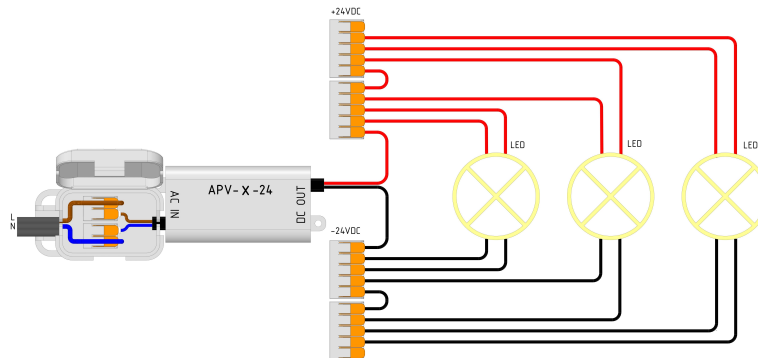 +24VDC
LED
LED
LED
APV-X-24
AC IN
DC OUT
L
N
-24VDC